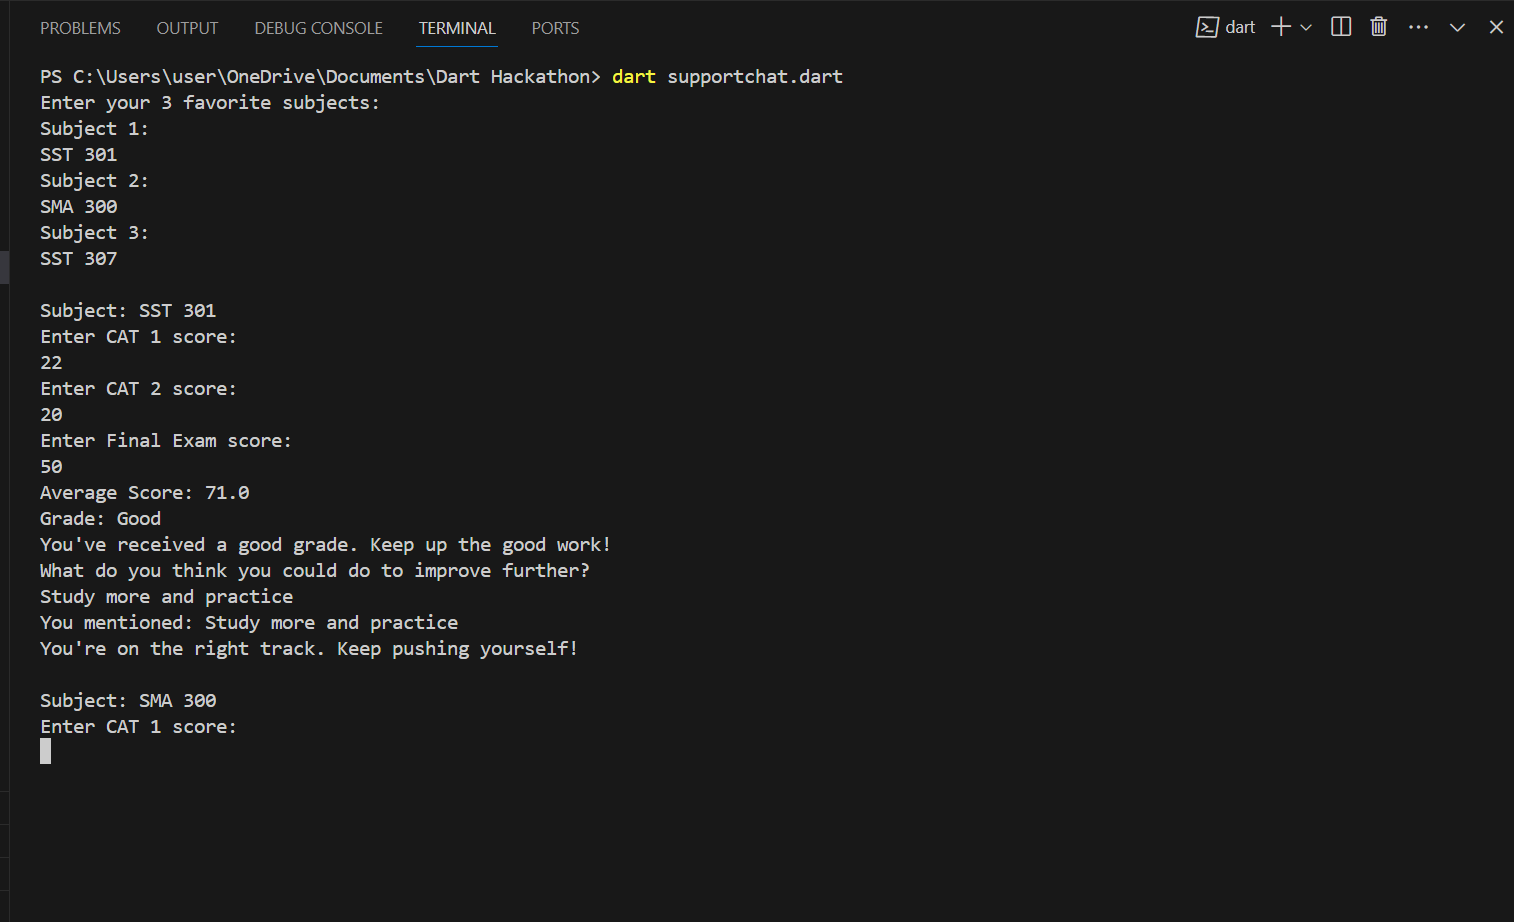 PROBLEMS OUTPUT DEBUG CONSOLE TERMINAL PORTS dart
PS C:\Users\user\OneDrive\Documents\Dart Hackathon> dart supportchat.dart
Enter your 3 favorite subjects:
Subject 1:
SST 301
Subject 2:
SMA 300
Subject 3:
SST 307
Subject: SST 301
Enter CAT 1 score:
22
Enter CAT 2 score:
20
Enter Final Exam score:
50
Average Score: 71.0
Grade: Good
You've received a good grade. Keep up the good work!
What do you think you could do to improve further?
Study more and practice
You mentioned: Study more and practice
You're on the right track. Keep pushing yourself!
Subject: SMA 300
Enter CAT 1 score: